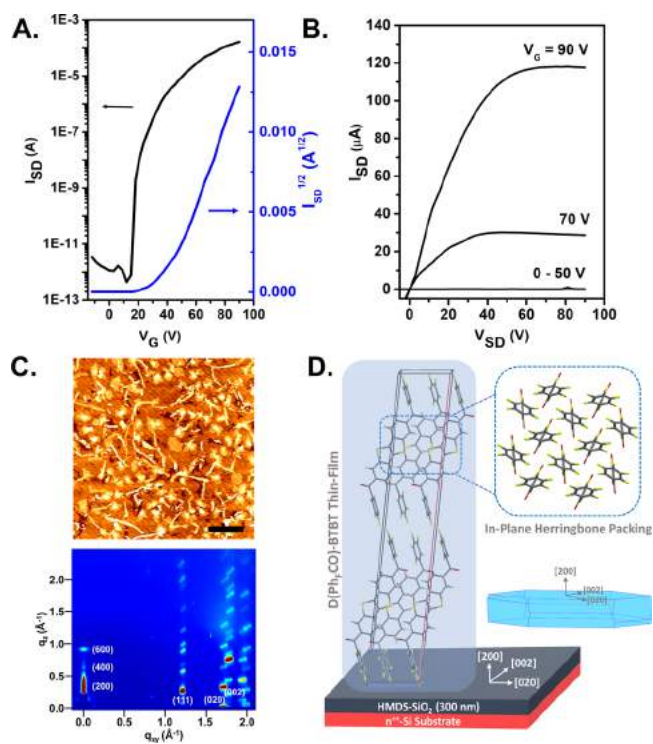 A.
1E-3
1E-5
1E-7
1E-9
1E-11
1E-13
I_SD (A)
0 20 40 60 80 100
V_G (V)
0.015
0.010
0.005
0.000
I_SD^1/2 (A^1/2)
B.
140
120
100
80
60
40
20
0
I_SD (μA)
V_G = 90 V
70 V
0 - 50 V
0 20 40 60 80 100
V_SD (V)
C.
2.0
1.5
1.0
0.5
0.0
q_z (Å⁻¹)
(600)
(400)
(200)
(111)
(020)
(002)
0.0 0.5 1.0 1.5 2.0
q_xy (Å⁻¹)
D.
D(Ph_FCO)-BTBT Thin-Film
In-Plane Herringbone Packing
[200]
[002]
[020]
[200]
[002]
[020]
HMDS-SiO₂ (300 nm)
n⁺⁺-Si Substrate